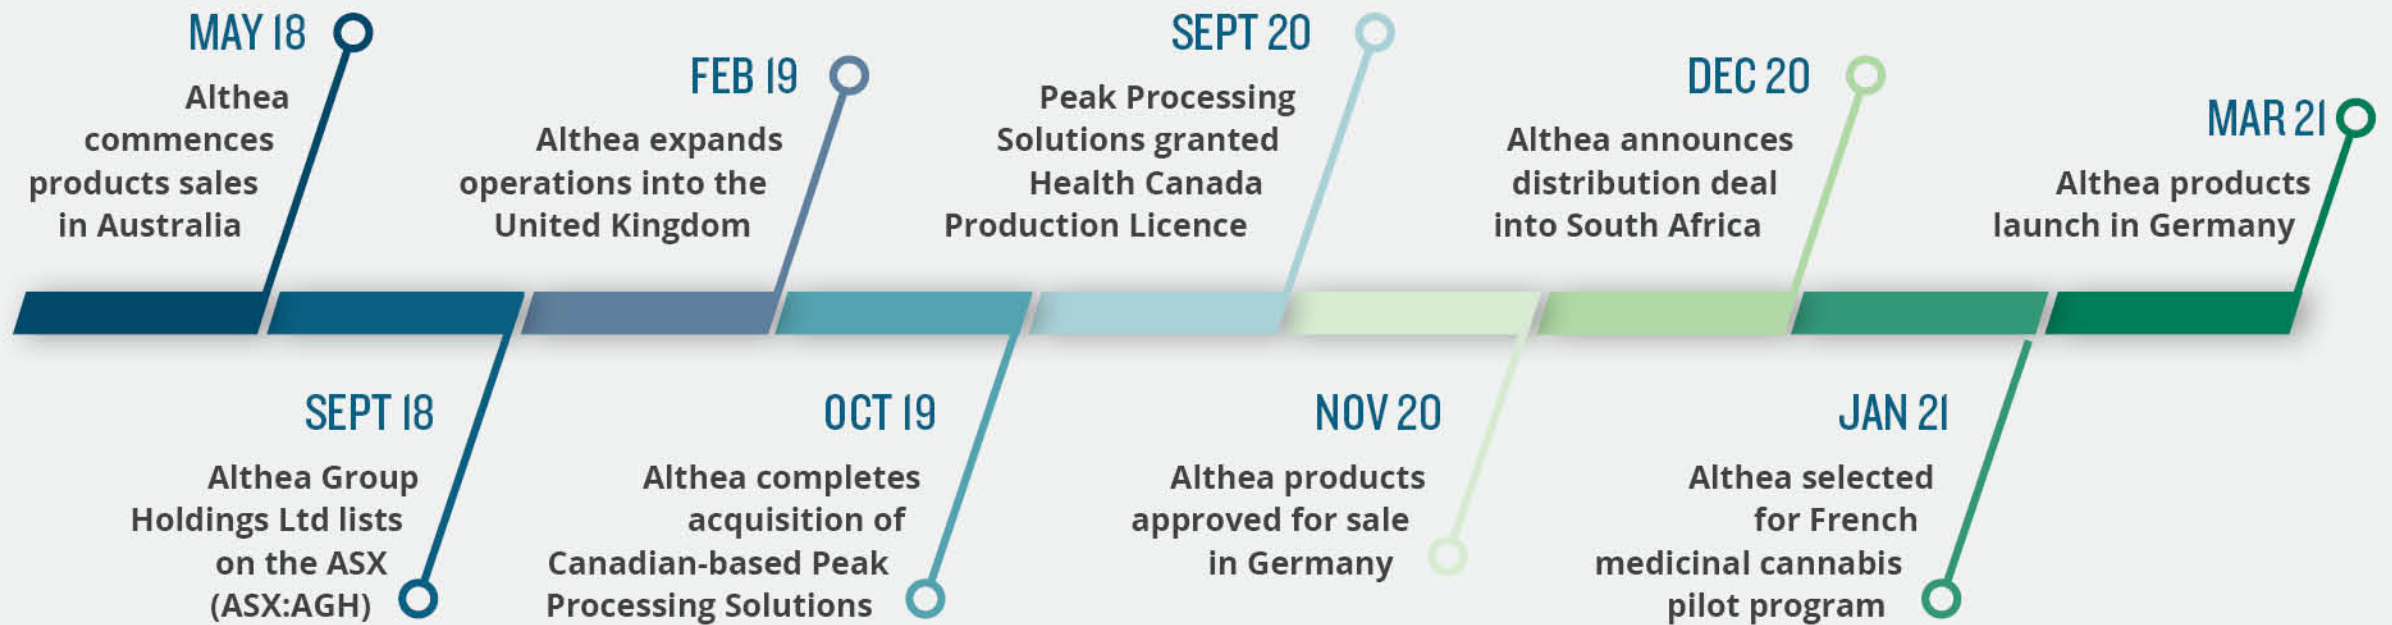 MAY 18
Althea
commences
products sales
in Australia
SEPT 18
Althea Group
Holdings Ltd lists
on the ASX
(ASX:AGH)
FEB 19
Althea expands
operations into the
United Kingdom
OCT 19
Althea completes
acquisition of
Canadian-based Peak
Processing Solutions
SEPT 20
Peak Processing
Solutions granted
Health Canada
Production Licence
NOV 20
Althea products
approved for sale
in Germany
DEC 20
Althea announces
distribution deal
into South Africa
JAN 21
Althea selected
for French
medicinal cannabis
pilot program
MAR 21
Althea products
launch in Germany